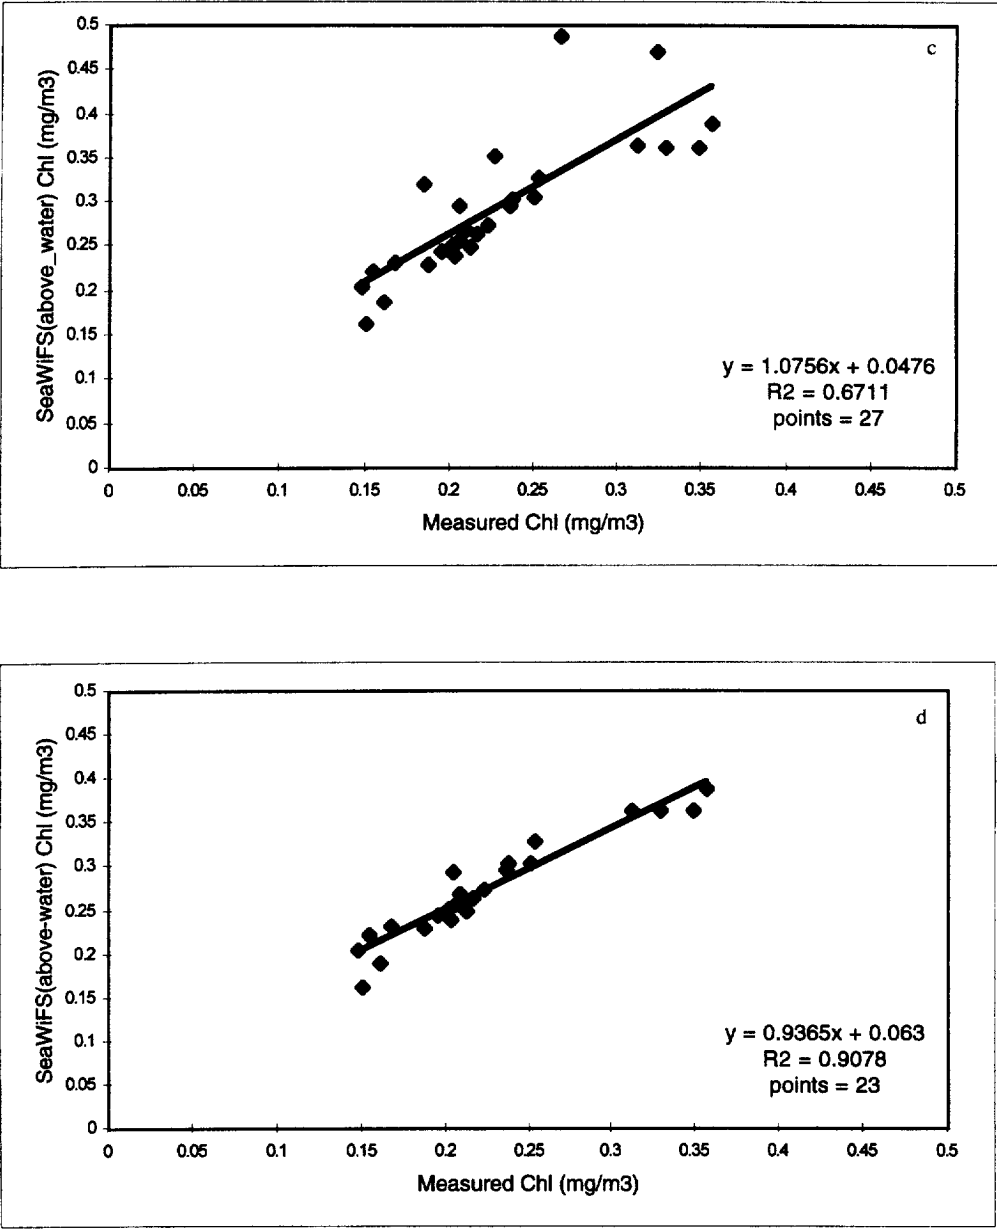 c
0.5
0.45
0.4
0.35
0.3
0.25
0.2
0.15
0.1
0.05
0
SeaWiFS(above_water) Chl (mg/m3)
y = 1.0756x + 0.0476
R2 = 0.6711
points = 27
0 0.05 0.1 0.15 0.2 0.25 0.3 0.35 0.4 0.45 0.5
Measured Chl (mg/m3)
d
0.5
0.45
0.4
0.35
0.3
0.25
0.2
0.15
0.1
0.05
0
SeaWiFS(above-water) Chl (mg/m3)
y = 0.9365x + 0.063
R2 = 0.9078
points = 23
0 0.05 0.1 0.15 0.2 0.25 0.3 0.35 0.4 0.45 0.5
Measured Chl (mg/m3)